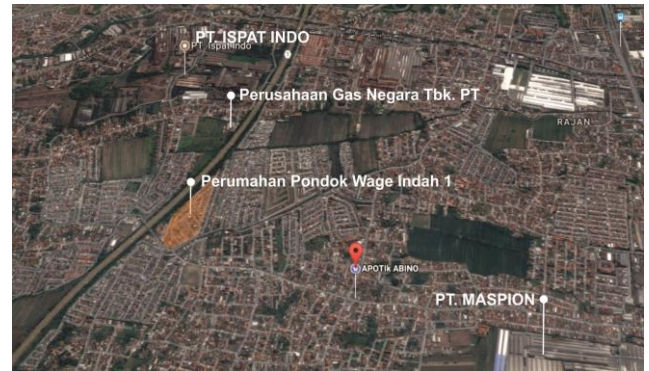 PT. ISPAT INDO
PT. Ispat Indo
Perusahaan Gas Negara Tbk. PT
RAJAN
Perumahan Pondok Wage Indah 1
APOTIK ABINO
PT. MASPION